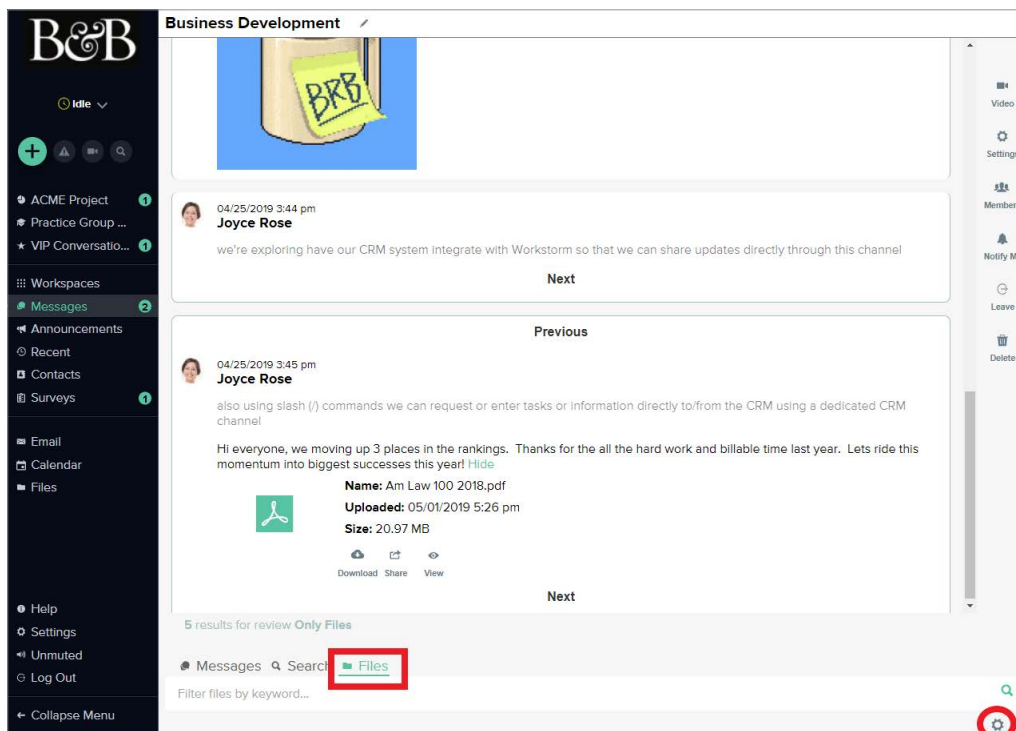 B&B
Idle
ACME Project 1
Practice Group ...
VIP Conversatio... 1
Workspaces
Messages 2
Announcements
Recent
Contacts
Surveys 1
Email
Calendar
Files
Help
Settings
Unmuted
Log Out
Collapse Menu
Business Development
BRB
04/25/2019 3:44 pm
Joyce Rose
we're exploring have our CRM system integrate with Workstorm so that we can share updates directly through this channel
Next
Previous
04/25/2019 3:45 pm
Joyce Rose
also using slash (/) commands we can request or enter tasks or information directly to/from the CRM using a dedicated CRM
channel
Hi everyone, we moving up 3 places in the rankings. Thanks for the all the hard work and billable time last year. Lets ride this
momentum into biggest successes this year! Hide
Name: Am Law 100 2018.pdf
Uploaded: 05/01/2019 5:26 pm
Size: 20.97 MB
Download Share View
Next
5 results for review Only Files
Messages Search Files
Filter files by keyword...
Video
Setting
Member
Notify M
Leave
Delete